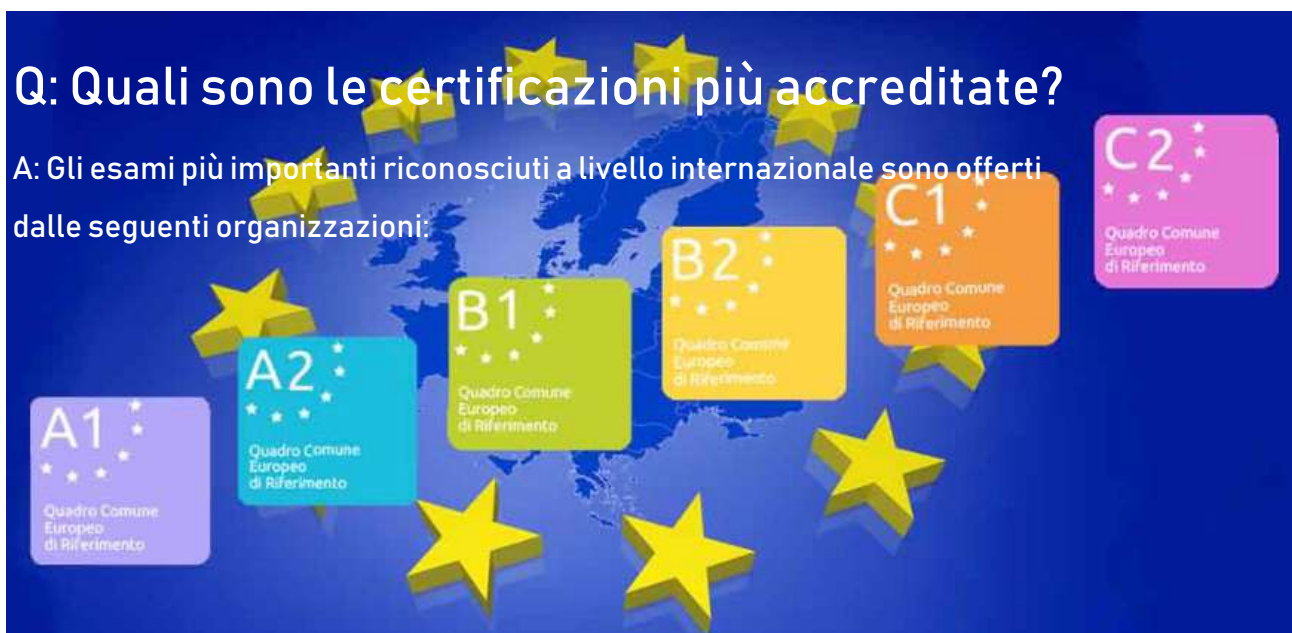 Q: Quali sono le certificazioni più accreditate?
A: Gli esami più importanti riconosciuti a livello internazionale sono offerti
dalle seguenti organizzazioni:
A1
Quadro Comune
Europeo
di Riferimento
A2
Quadro Comune
Europeo
di Riferimento
B1
Quadro Comune
Europeo
di Riferimento
B2
Quadro Comune
Europeo
di Riferimento
C1
Quadro Comune
Europeo
di Riferimento
C2
Quadro Comune
Europeo
di Riferimento